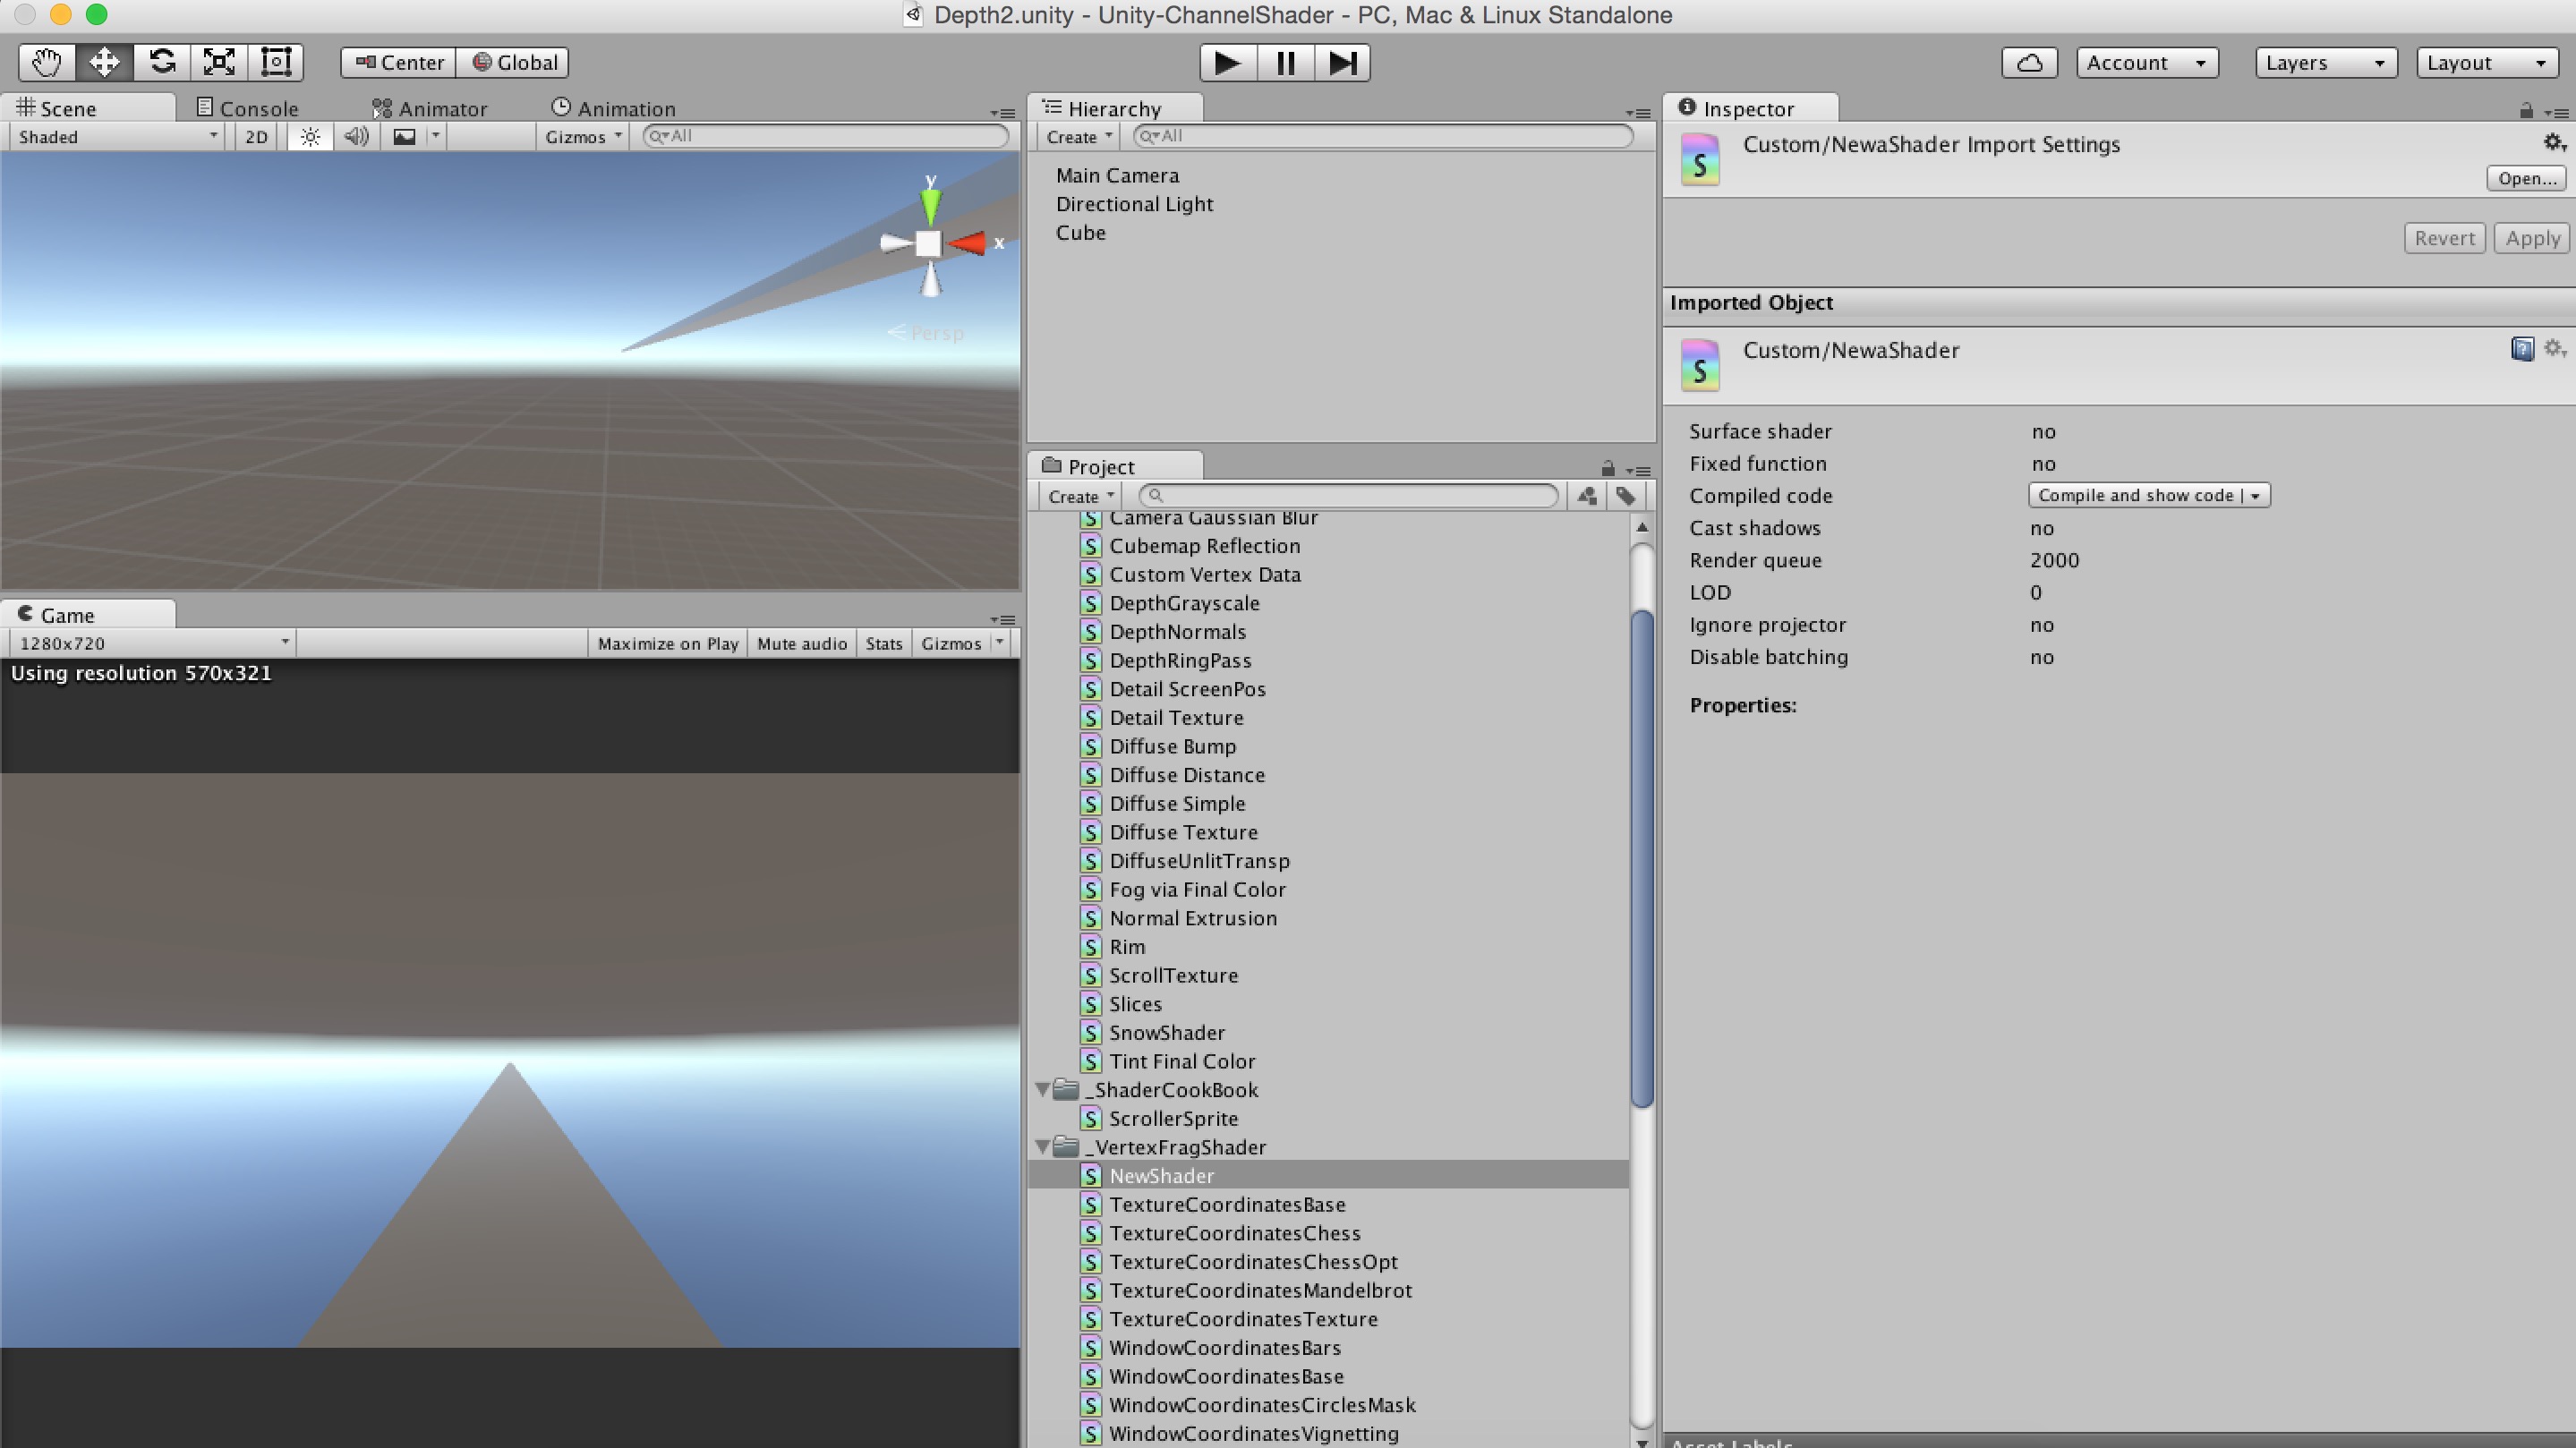 Depth2.unity - Unity-ChannelShader - PC, Mac & Linux Standalone
Center Global
Account Layers Layout
Scene Console Animator Animation
Shaded 2D Gizmos All
y
x
Persp
Game
1280x720 Maximize on Play Mute audio Stats Gizmos
Using resolution 570x321
Hierarchy
Create All
Main Camera
Directional Light
Cube
Project
Create
Camera Gaussian Blur
Cubemap Reflection
Custom Vertex Data
DepthGrayscale
DepthNormals
DepthRingPass
Detail ScreenPos
Detail Texture
Diffuse Bump
Diffuse Distance
Diffuse Simple
Diffuse Texture
DiffuseUnlitTransp
Fog via Final Color
Normal Extrusion
Rim
ScrollTexture
Slices
SnowShader
Tint Final Color
_ShaderCookBook
ScrollerSprite
_VertexFragShader
NewShader
TextureCoordinatesBase
TextureCoordinatesChess
TextureCoordinatesChessOpt
TextureCoordinatesMandelbrot
TextureCoordinatesTexture
WindowCoordinatesBars
WindowCoordinatesBase
WindowCoordinatesCirclesMask
WindowCoordinatesVignetting
Inspector
Custom/NewaShader Import Settings
Open...
Revert Apply
Imported Object
Custom/NewaShader
Surface shader no
Fixed function no
Compiled code Compile and show code
Cast shadows no
Render queue 2000
LOD 0
Ignore projector no
Disable batching no
Properties:
Asset Labels